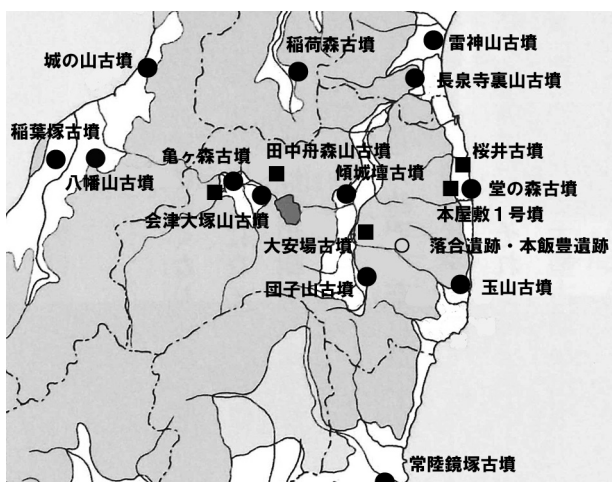 稲荷森古墳
雷神山古墳
城の山古墳
長泉寺裏山古墳
稲葉塚古墳
亀ヶ森古墳
田中舟森山古墳
桜井古墳
八幡山古墳
傾城壇古墳
堂の森古墳
会津大塚山古墳
本屋敷１号墳
大安場古墳
落合遺跡・本飯豊遺跡
団子山古墳
玉山古墳
常陸鏡塚古墳